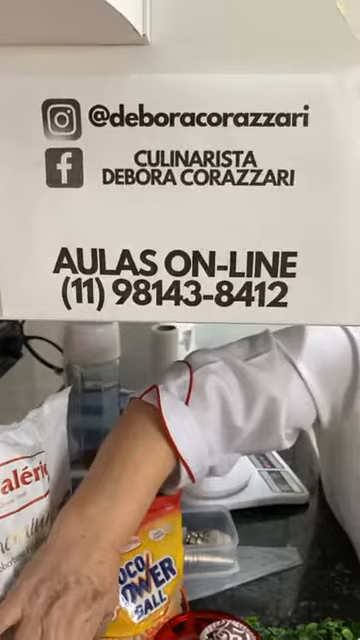 @deboracorazzari
CULINARISTA
DEBORA CORAZZARI
AULAS ON-LINE
(11) 98143-8412
POWER
BALL